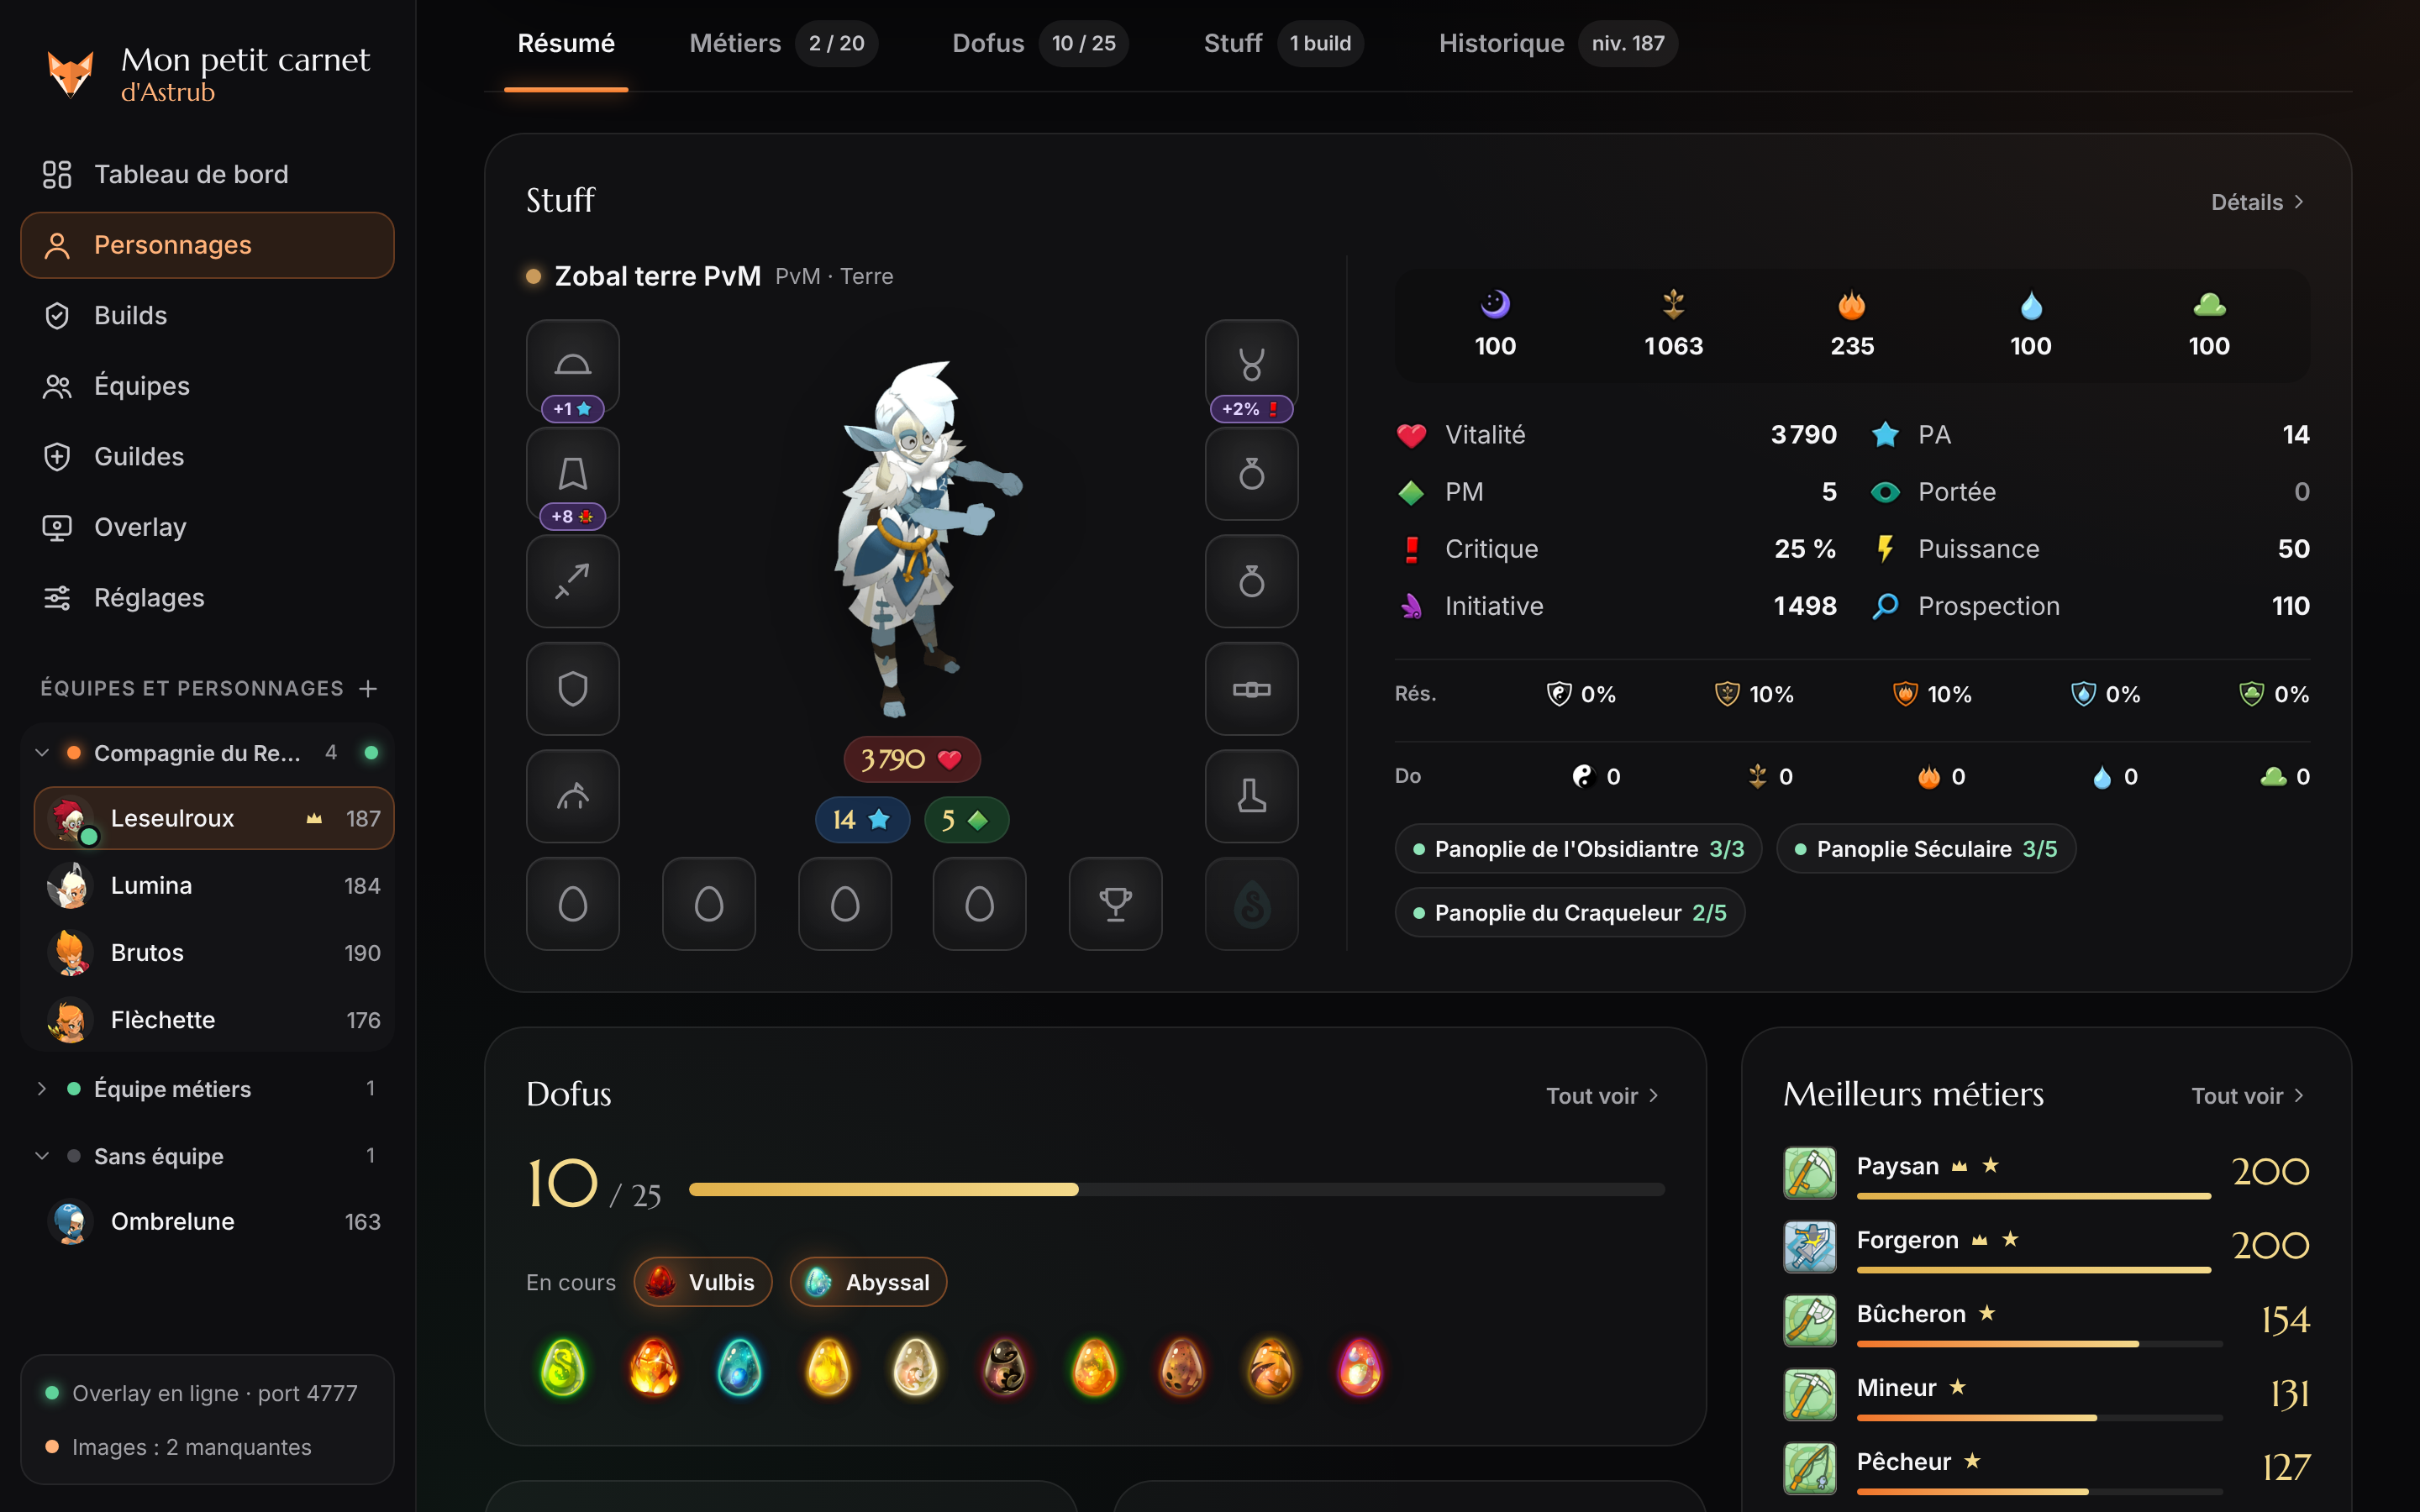 Mon petit carnet
d'Astrub
Tableau de bord
Personnages
Builds
Équipes
Guildes
Overlay
Réglages
ÉQUIPES ET PERSONNAGES
Compagnie du Re... 4
Leseulroux 187
Lumina 184
Brutos 190
Flèchette 176
Équipe métiers 1
Sans équipe 1
Ombrelune 163
Overlay en ligne · port 4777
Images : 2 manquantes
Résumé Métiers 2 / 20 Dofus 10 / 25 Stuff 1 build Historique niv. 187
Stuff Détails
Zobal terre PvM PvM · Terre
+1
+8
+2%
3 790
14 5
100 1 063 235 100 100
Vitalité 3 790 PA 14
PM 5 Portée 0
Critique 25 % Puissance 50
Initiative 1 498 Prospection 110
Rés. 0% 10% 10% 0% 0%
Do 0 0 0 0 0
Panoplie de l'Obsidiantre 3/3 Panoplie Séculaire 3/5
Panoplie du Craqueleur 2/5
Dofus Tout voir
10 / 25
En cours Vulbis Abyssal
Meilleurs métiers Tout voir
Paysan 200
Forgeron 200
Bûcheron 154
Mineur 131
Pêcheur 127